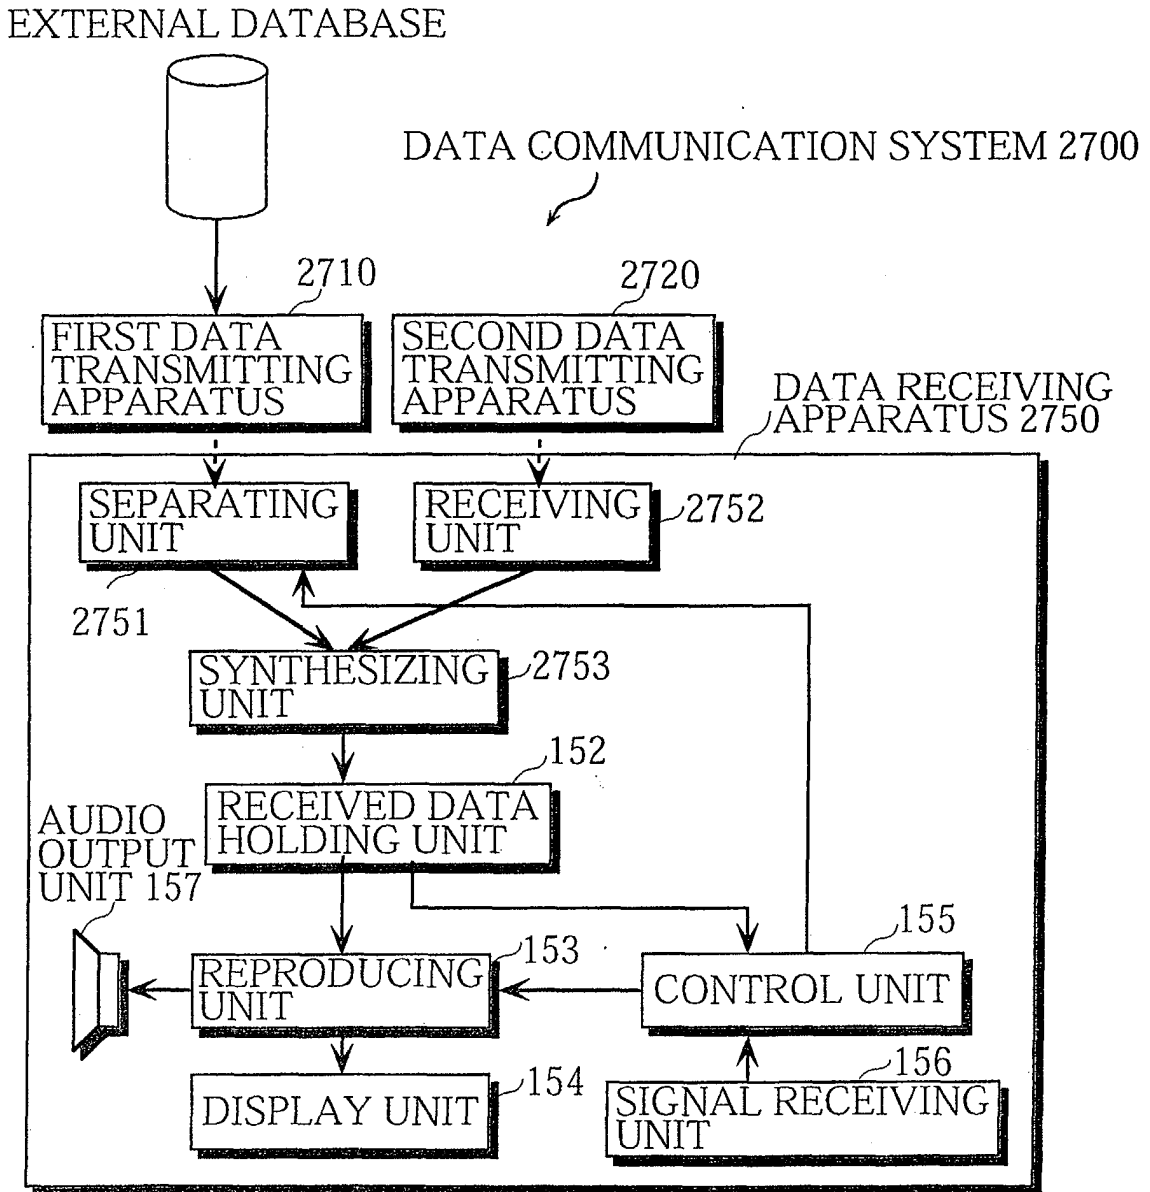 EXTERNAL DATABASE
DATA COMMUNICATION SYSTEM 2700
2710
2720
FIRST DATA
TRANSMITTING
APPARATUS
SECOND DATA
TRANSMITTING
APPARATUS
DATA RECEIVING
APPARATUS 2750
SEPARATING
UNIT
RECEIVING
UNIT
2752
2751
SYNTHESIZING
UNIT
2753
152
RECEIVED DATA
HOLDING UNIT
AUDIO
OUTPUT
UNIT 157
153
155
REPRODUCING
UNIT
CONTROL UNIT
154
156
DISPLAY UNIT
SIGNAL RECEIVING
UNIT